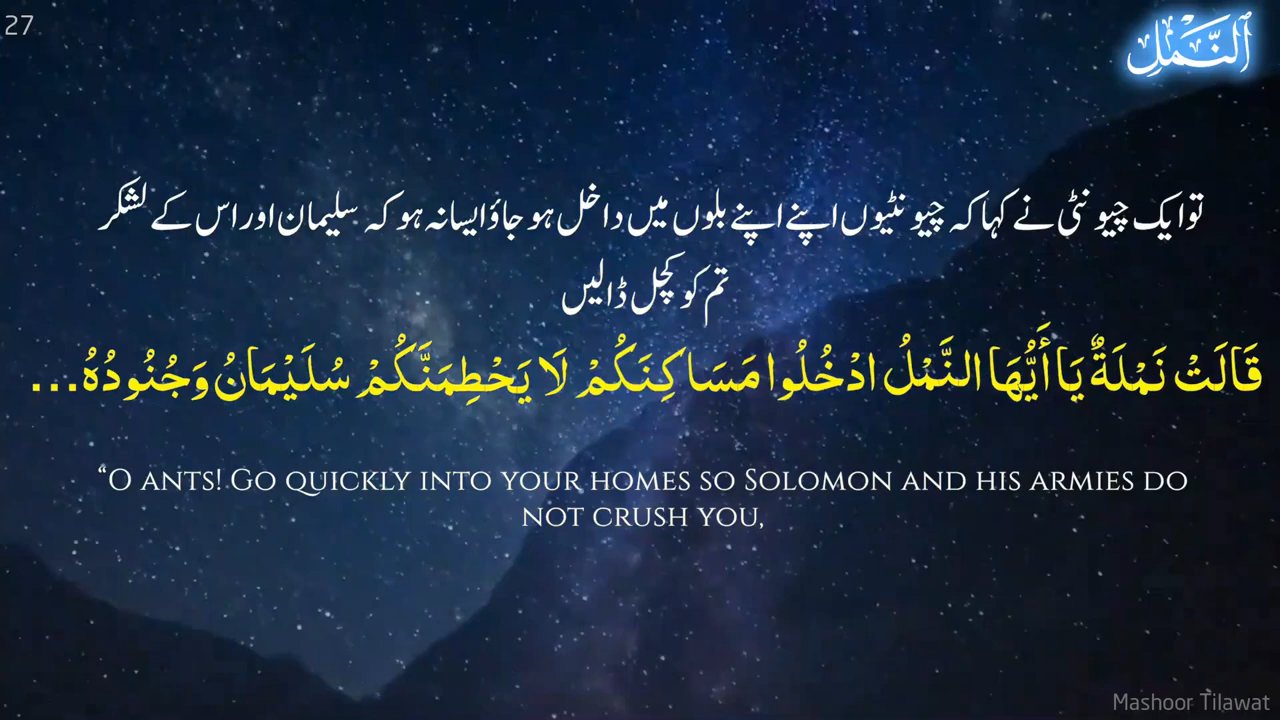 27
ٱلنَّمْلِ
تو ایک چیونٹی نے کہا کہ چیونٹیوں اپنے اپنے بلوں میں داخل ہو جاؤ ایسا نہ ہو کہ سلیمان اور اس کے لشکر
تم کو کچل ڈالیں
قَالَتْ نَمْلَةٌ يَا أَيُّهَا النَّمْلُ ادْخُلُوا مَسَاكِنَكُمْ لَا يَحْطِمَنَّكُمْ سُلَيْمَانُ وَجُنُودُهُ...
“O ants! Go quickly into your homes so Solomon and his armies do
not crush you,
Mashoor Tilawat